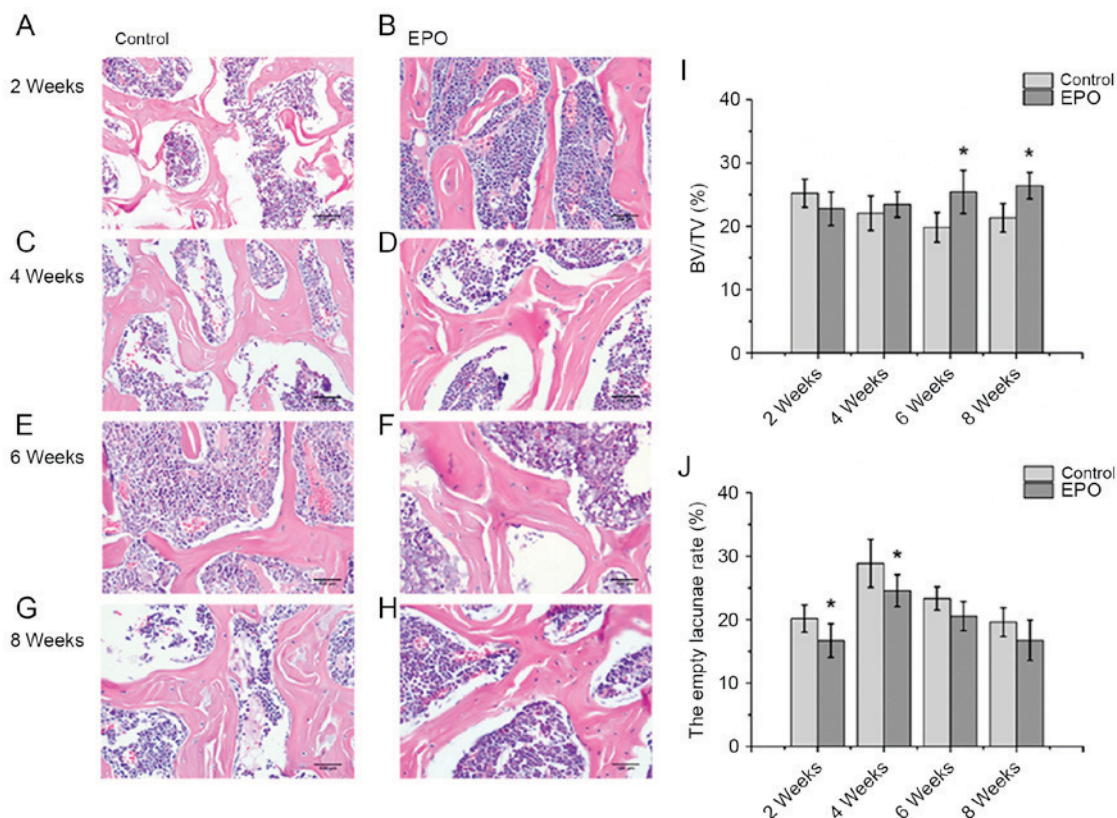 A
Control
B
EPO
2 Weeks
C
D
4 Weeks
E
F
6 Weeks
G
H
8 Weeks
I
Control
EPO
BV/TV (%)
40
30
20
10
0
*
*
2 Weeks
4 Weeks
6 Weeks
8 Weeks
J
Control
EPO
The empty lacunae rate (%)
40
30
20
10
0
*
*
2 Weeks
4 Weeks
6 Weeks
8 Weeks